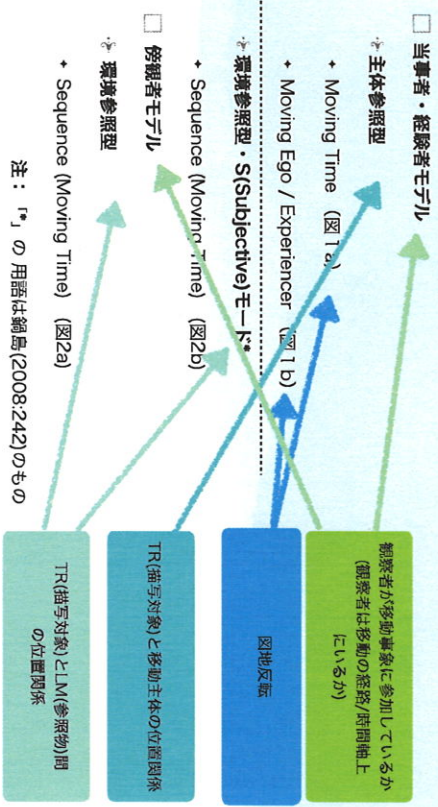 □ 当事者・経験者モデル
主体参照型
Moving Time （図１a）
Moving Ego / Experiencer （図１b）
環境参照型・S(Subjective)モード*
Sequence (Moving Time) （図2b）
□ 傍観者モデル
環境参照型
Sequence (Moving Time) （図2a）
注：「*」の 用語は鍋島(2008:242)のもの
観察者が移動事象に参加しているか
(観察者は移動の経路/時間軸上
にいるか)
図地反転
TR(描写対象)と移動主体の位置関係
TR(描写対象)とLM(参照物)間
の位置関係